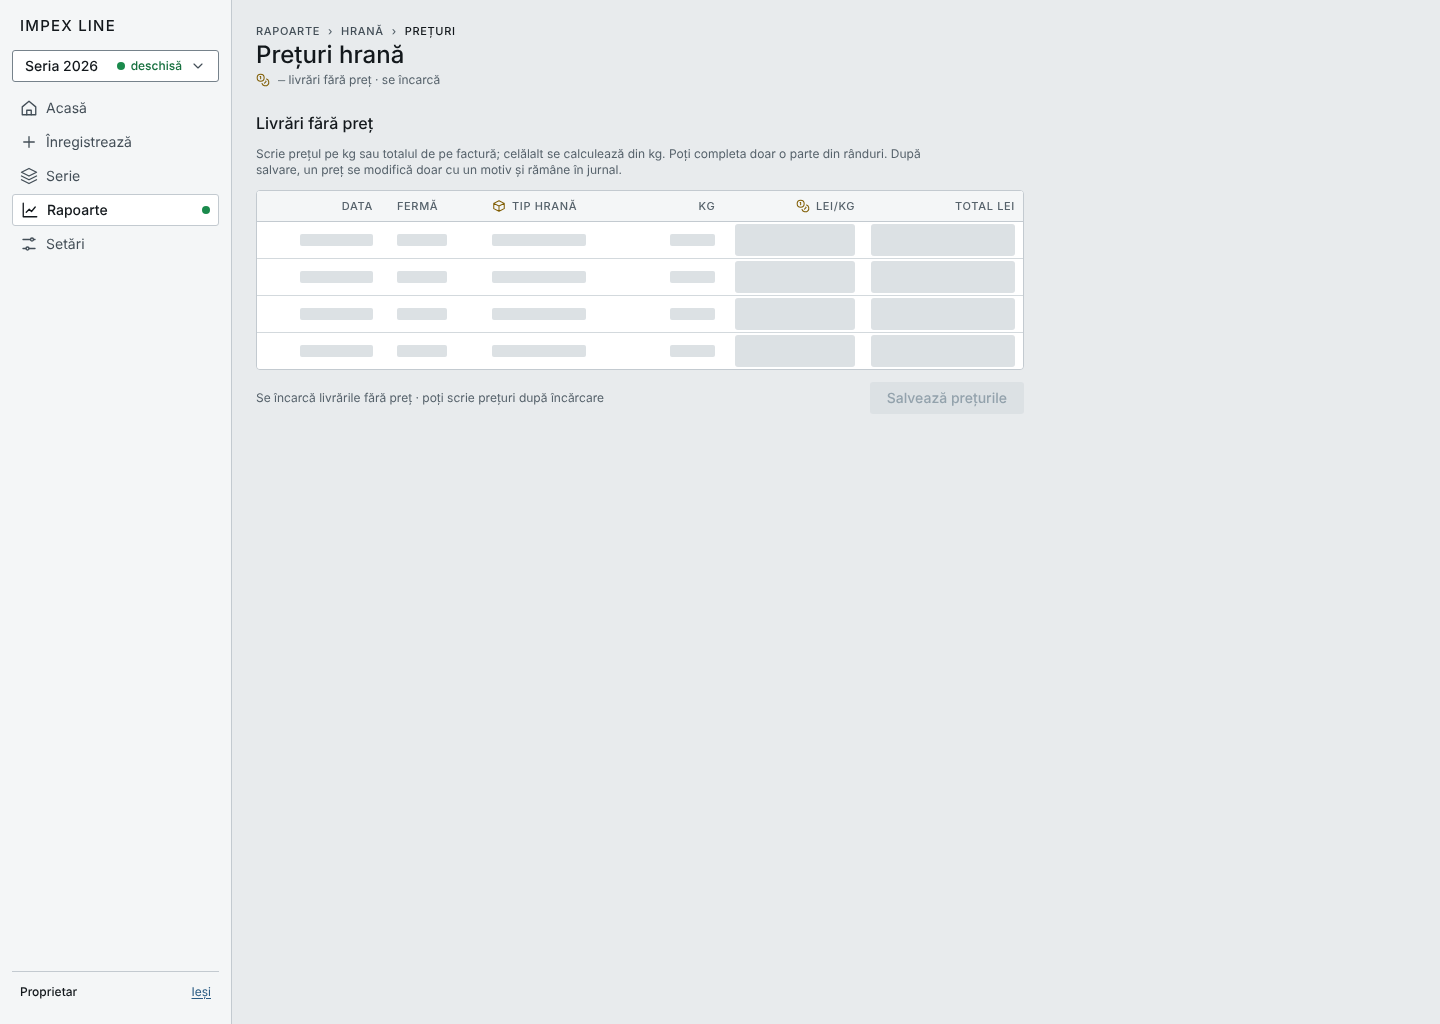 IMPEX LINE
Seria 2026 deschisă
Acasă
Înregistrează
Serie
Rapoarte
Setări
Proprietar Ieși
RAPOARTE › HRANĂ › PREȚURI
Prețuri hrană
– livrări fără preț · se încarcă
Livrări fără preț
Scrie prețul pe kg sau totalul de pe factură; celălalt se calculează din kg. Poți completa doar o parte din rânduri. După
salvare, un preț se modifică doar cu un motiv și rămâne în jurnal.
DATA FERMĂ TIP HRANĂ KG LEI/KG TOTAL LEI
Se încarcă livrările fără preț · poți scrie prețuri după încărcare
Salvează prețurile